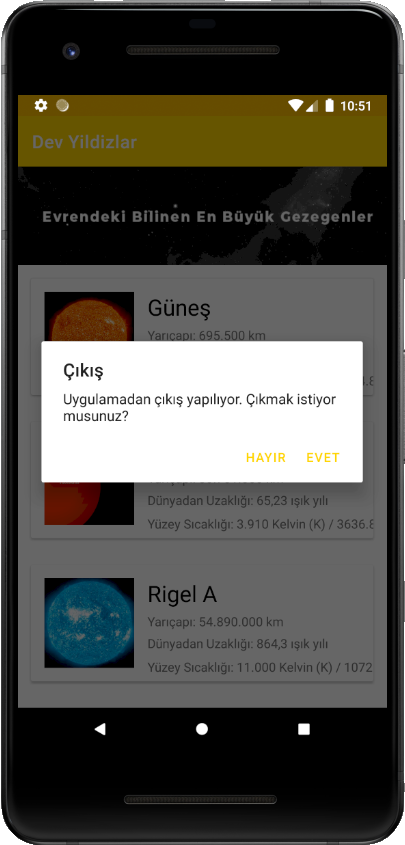 10:51
Dev Yildizlar
Evrendeki Bilinen En Büyük Gezegenler
Güneş
Yarıçapı: 695.500 km
Çıkış
Uygulamadan çıkış yapılıyor. Çıkmak istiyor
musunuz?
HAYIR EVET
Dünyadan Uzaklığı: 65,23 ışık yılı
Yüzey Sıcaklığı: 3.910 Kelvin (K) / 3636.8
Rigel A
Yarıçapı: 54.890.000 km
Dünyadan Uzaklığı: 864,3 ışık yılı
Yüzey Sıcaklığı: 11.000 Kelvin (K) / 1072